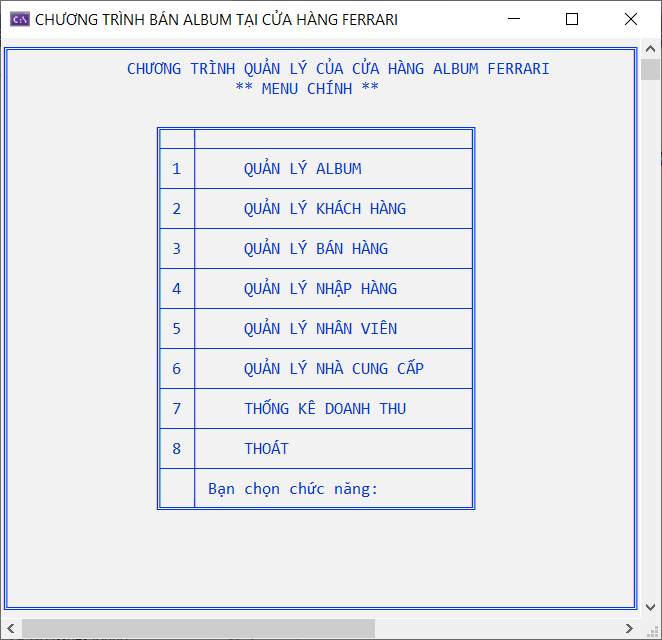 CHƯƠNG TRÌNH BÁN ALBUM TẠI CỬA HÀNG FERRARI
CHƯƠNG TRÌNH QUẢN LÝ CỦA CỬA HÀNG ALBUM FERRARI
** MENU CHÍNH **
1 QUẢN LÝ ALBUM
2 QUẢN LÝ KHÁCH HÀNG
3 QUẢN LÝ BÁN HÀNG
4 QUẢN LÝ NHẬP HÀNG
5 QUẢN LÝ NHÂN VIÊN
6 QUẢN LÝ NHÀ CUNG CẤP
7 THỐNG KÊ DOANH THU
8 THOÁT
Bạn chọn chức năng: